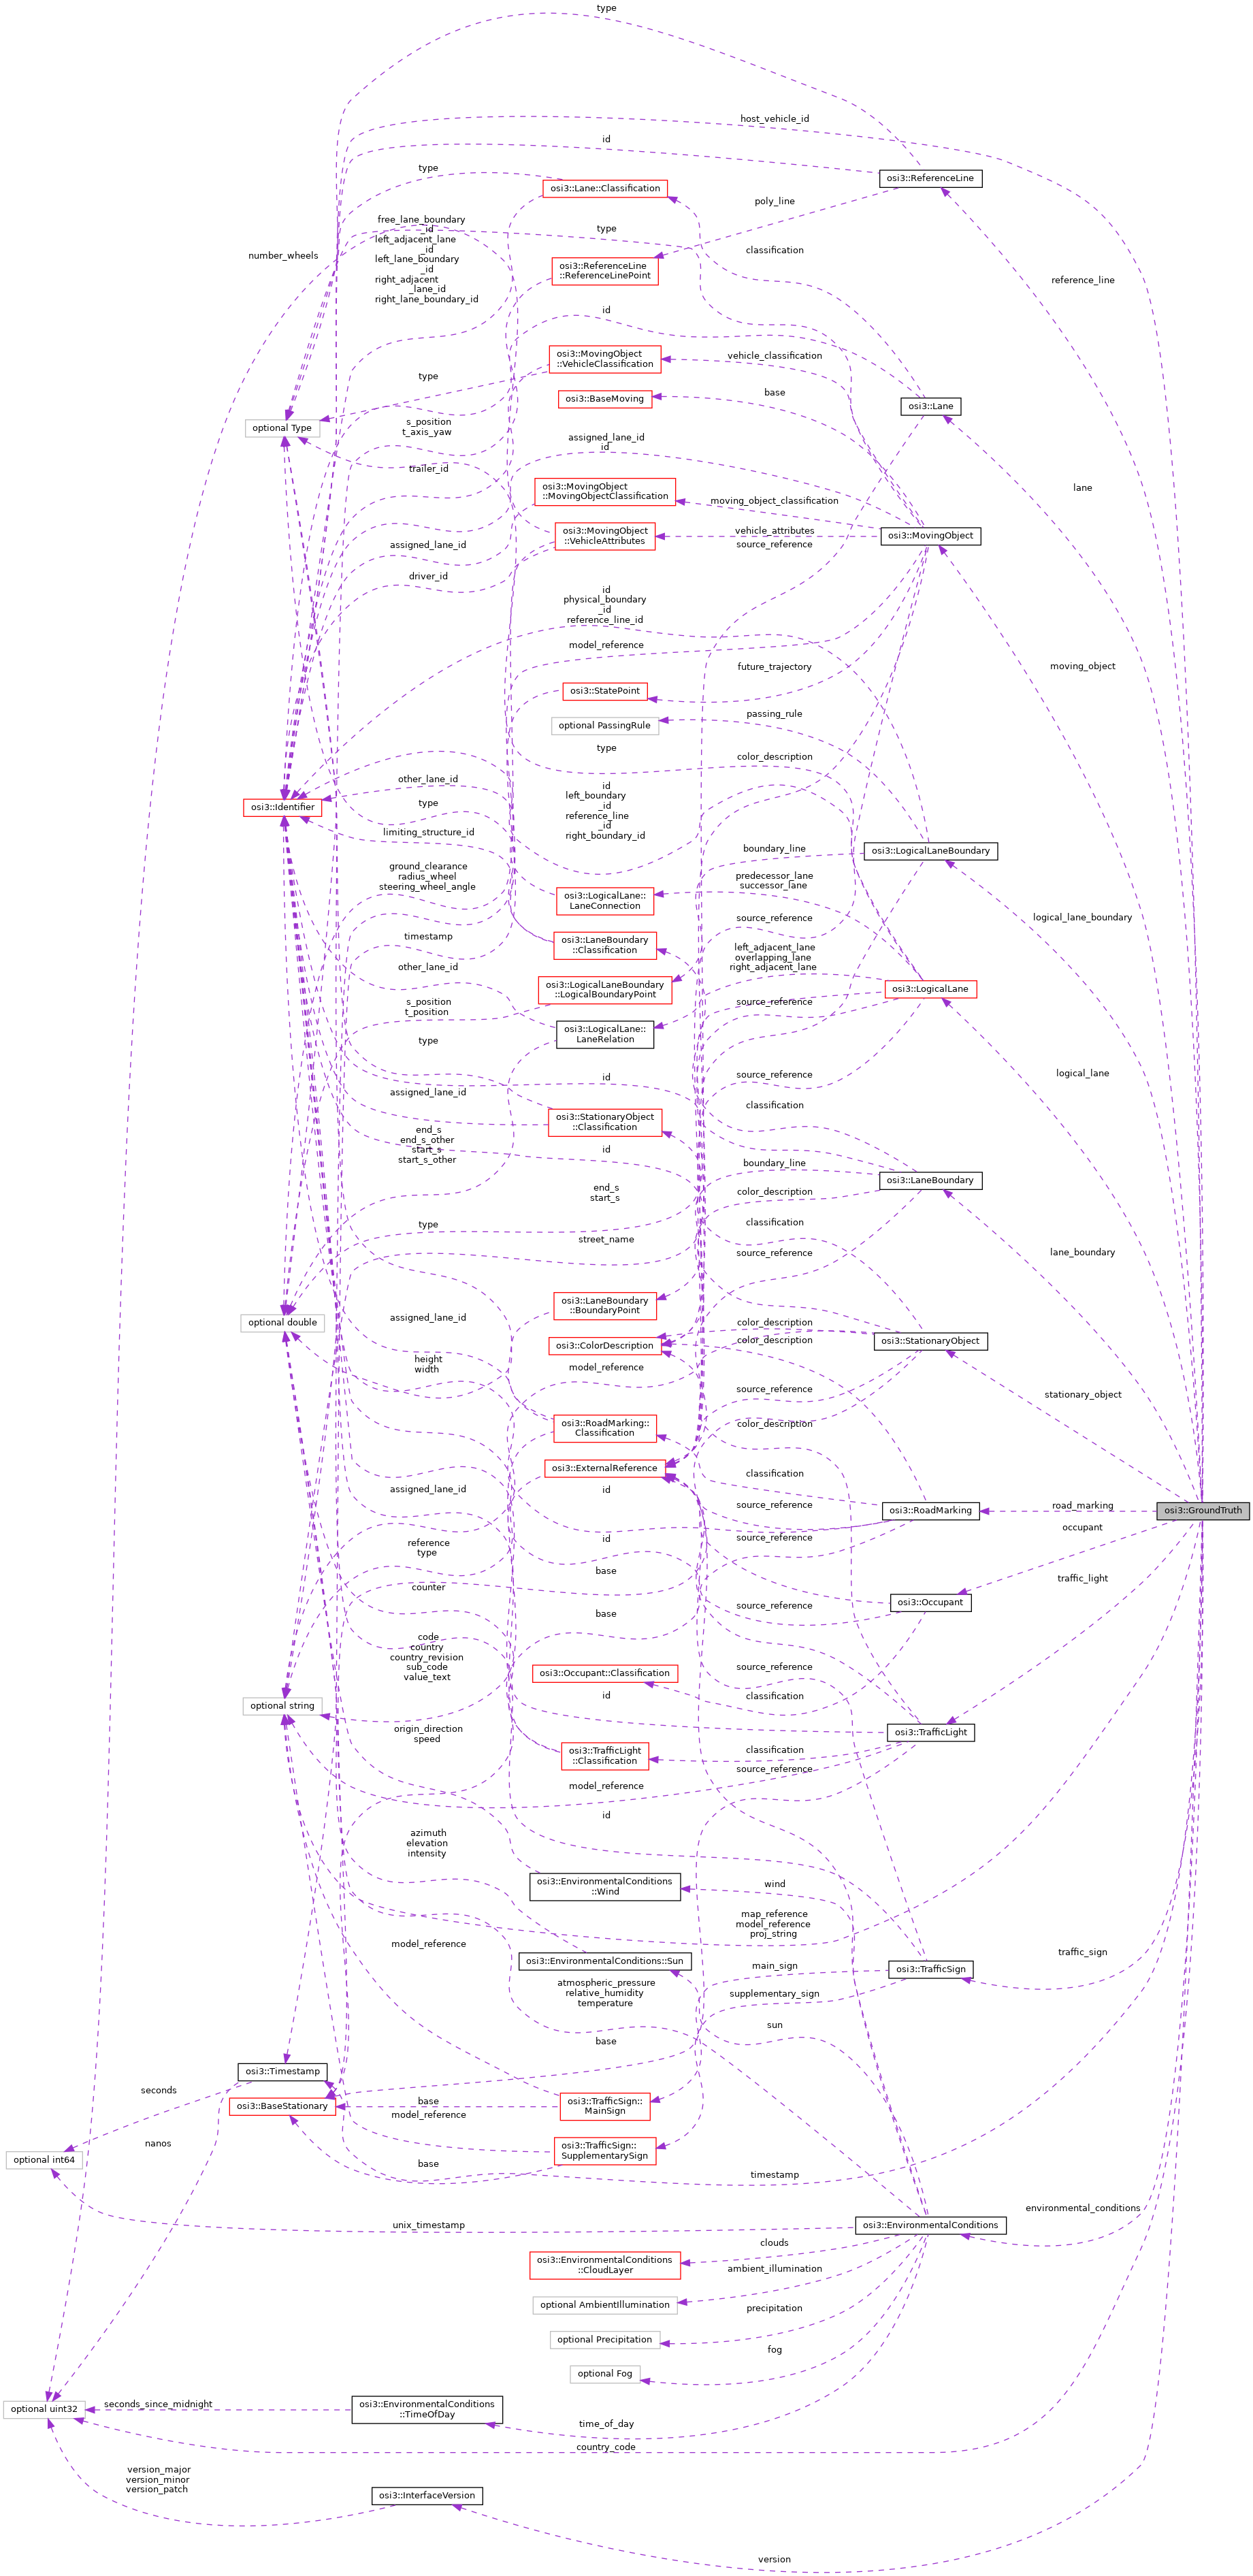 type
host_vehicle_id
id
type
osi3::ReferenceLine
osi3::Lane::Classification
poly_line
free_lane_boundary
_id
left_adjacent_lane
_id
left_lane_boundary
_id
right_adjacent
_lane_id
right_lane_boundary_id
type
classification
number_wheels
osi3::ReferenceLine
::ReferenceLinePoint
reference_line
id
osi3::MovingObject
::VehicleClassification
vehicle_classification
type
base
osi3::BaseMoving
osi3::Lane
optional Type
s_position
t_axis_yaw
assigned_lane_id
id
trailer_id
lane
osi3::MovingObject
::MovingObjectClassification
moving_object_classification
vehicle_attributes
osi3::MovingObject
::VehicleAttributes
osi3::MovingObject
assigned_lane_id
source_reference
driver_id
id
physical_boundary
_id
reference_line_id
model_reference
future_trajectory
moving_object
osi3::StatePoint
passing_rule
optional PassingRule
type
color_description
other_lane_id
id
left_boundary
_id
reference_line
_id
right_boundary_id
type
osi3::Identifier
limiting_structure_id
boundary_line
osi3::LogicalLaneBoundary
ground_clearance
radius_wheel
steering_wheel_angle
predecessor_lane
successor_lane
osi3::LogicalLane::
LaneConnection
source_reference
logical_lane_boundary
timestamp
osi3::LaneBoundary
::Classification
left_adjacent_lane
overlapping_lane
right_adjacent_lane
other_lane_id
osi3::LogicalLaneBoundary
::LogicalBoundaryPoint
osi3::LogicalLane
s_position
t_position
source_reference
osi3::LogicalLane::
LaneRelation
type
id
source_reference
logical_lane
assigned_lane_id
classification
osi3::StationaryObject
::Classification
end_s
end_s_other
start_s
start_s_other
id
boundary_line
osi3::LaneBoundary
end_s
start_s
color_description
type
street_name
classification
source_reference
lane_boundary
osi3::LaneBoundary
::BoundaryPoint
assigned_lane_id
optional double
color_description
osi3::ColorDescription
color_description
osi3::StationaryObject
height
width
model_reference
source_reference
stationary_object
osi3::RoadMarking::
Classification
color_description
osi3::ExternalReference
classification
assigned_lane_id
id
source_reference
osi3::RoadMarking
road_marking
osi3::GroundTruth
occupant
reference
type
id
source_reference
base
traffic_light
counter
osi3::Occupant
base
source_reference
code
country
country_revision
sub_code
value_text
osi3::Occupant::Classification
source_reference
id
classification
optional string
origin_direction
speed
osi3::TrafficLight
osi3::TrafficLight
::Classification
classification
source_reference
model_reference
id
azimuth
elevation
intensity
osi3::EnvironmentalConditions
::Wind
wind
map_reference
model_reference
proj_string
model_reference
traffic_sign
osi3::EnvironmentalConditions::Sun
main_sign
osi3::TrafficSign
atmospheric_pressure
relative_humidity
temperature
supplementary_sign
sun
base
osi3::Timestamp
seconds
osi3::BaseStationary
base
osi3::TrafficSign::
MainSign
model_reference
nanos
osi3::TrafficSign::
SupplementarySign
optional int64
base
timestamp
environmental_conditions
unix_timestamp
osi3::EnvironmentalConditions
clouds
osi3::EnvironmentalConditions
::CloudLayer
ambient_illumination
optional AmbientIllumination
precipitation
optional Precipitation
fog
optional Fog
seconds_since_midnight
optional uint32
osi3::EnvironmentalConditions
::TimeOfDay
time_of_day
country_code
version_major
version_minor
version_patch
osi3::InterfaceVersion
version